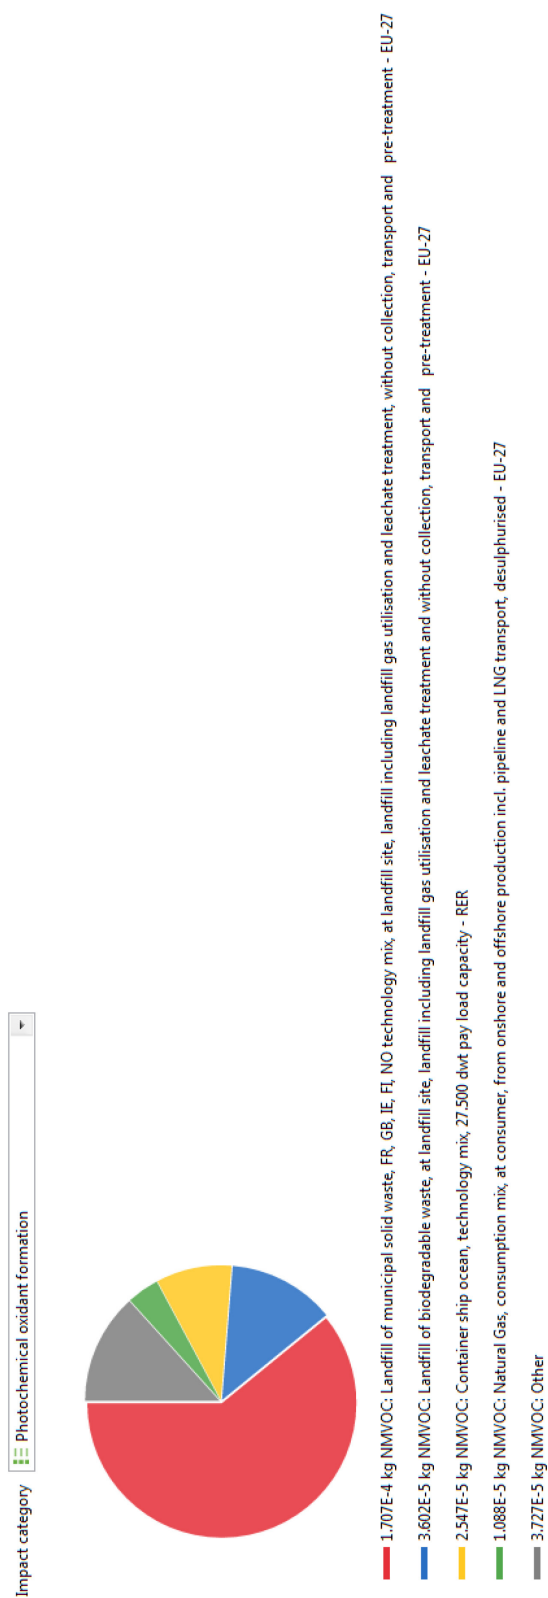 Impact category Photochemical oxidant formation
1.707E-4 kg NMVOC: Landfill of municipal solid waste, FR, GB, IE, FI, NO technology mix, at landfill site, landfill including landfill gas utilisation and leachate treatment, without collection, transport and pre-treatment - EU-27
3.602E-5 kg NMVOC: Landfill of biodegradable waste, at landfill site, landfill including landfill gas utilisation and leachate treatment and without collection, transport and pre-treatment - EU-27
2.547E-5 kg NMVOC: Container ship ocean, technology mix, 27.500 dwt pay load capacity - RER
1.088E-5 kg NMVOC: Natural Gas, consumption mix, at consumer, from onshore and offshore production incl. pipeline and LNG transport, desulphurised - EU-27
3.727E-5 kg NMVOC: Other